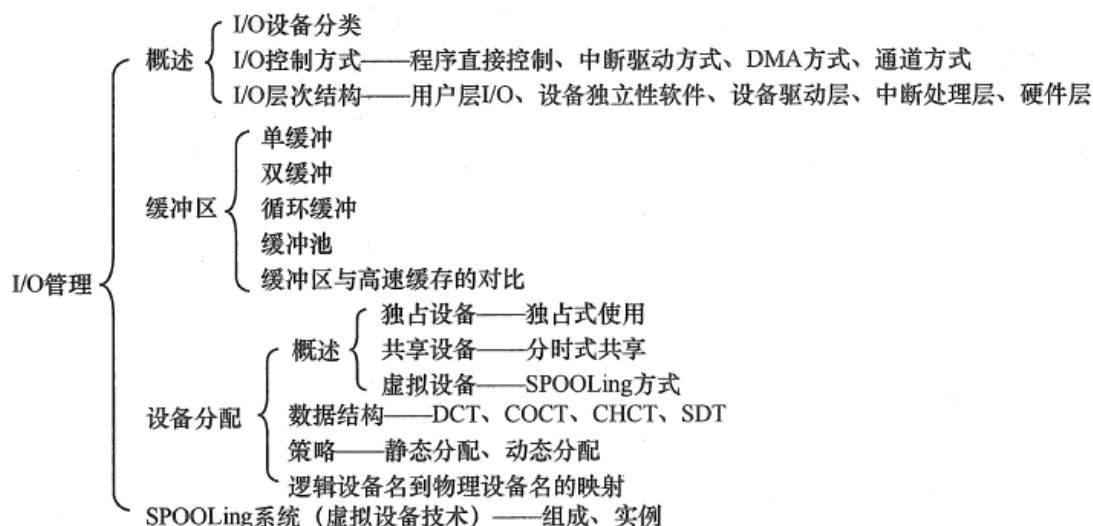 I/O设备分类
概述
I/O控制方式——程序直接控制、中断驱动方式、DMA方式、通道方式
I/O层次结构——用户层I/O、设备独立性软件、设备驱动层、中断处理层、硬件层
单缓冲
双缓冲
缓冲区
循环缓冲
缓冲池
I/O管理
缓冲区与高速缓存的对比
独占设备——独占式使用
概述
共享设备——分时式共享
虚拟设备——SPOOLing方式
设备分配
数据结构——DCT、COCT、CHCT、SDT
策略——静态分配、动态分配
逻辑设备名到物理设备名的映射
SPOOLing系统（虚拟设备技术）——组成、实例